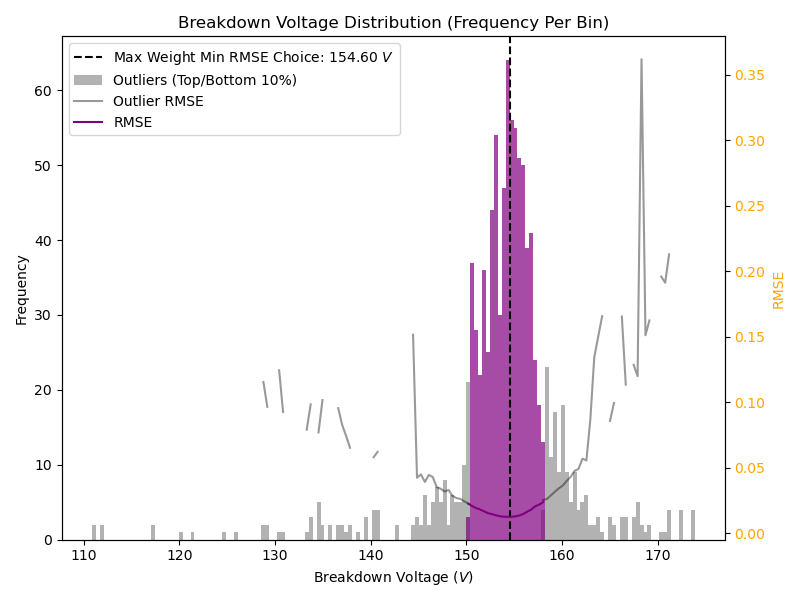 Breakdown Voltage Distribution (Frequency Per Bin)
Max Weight Min RMSE Choice: 154.60 V
Outliers (Top/Bottom 10%)
Outlier RMSE
RMSE
Frequency
60
50
40
30
20
10
0
0.35
0.30
0.25
0.20
0.15
0.10
0.05
0.00
RMSE
110 120 130 140 150 160 170
Breakdown Voltage (V)